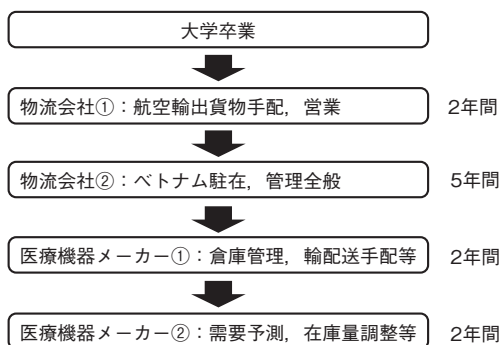 大学卒業
物流会社①：航空輸出貨物手配，営業 2年間
物流会社②：ベトナム駐在，管理全般 5年間
医療機器メーカー①：倉庫管理，輸配送手配等 2年間
医療機器メーカー②：需要予測，在庫量調整等 2年間